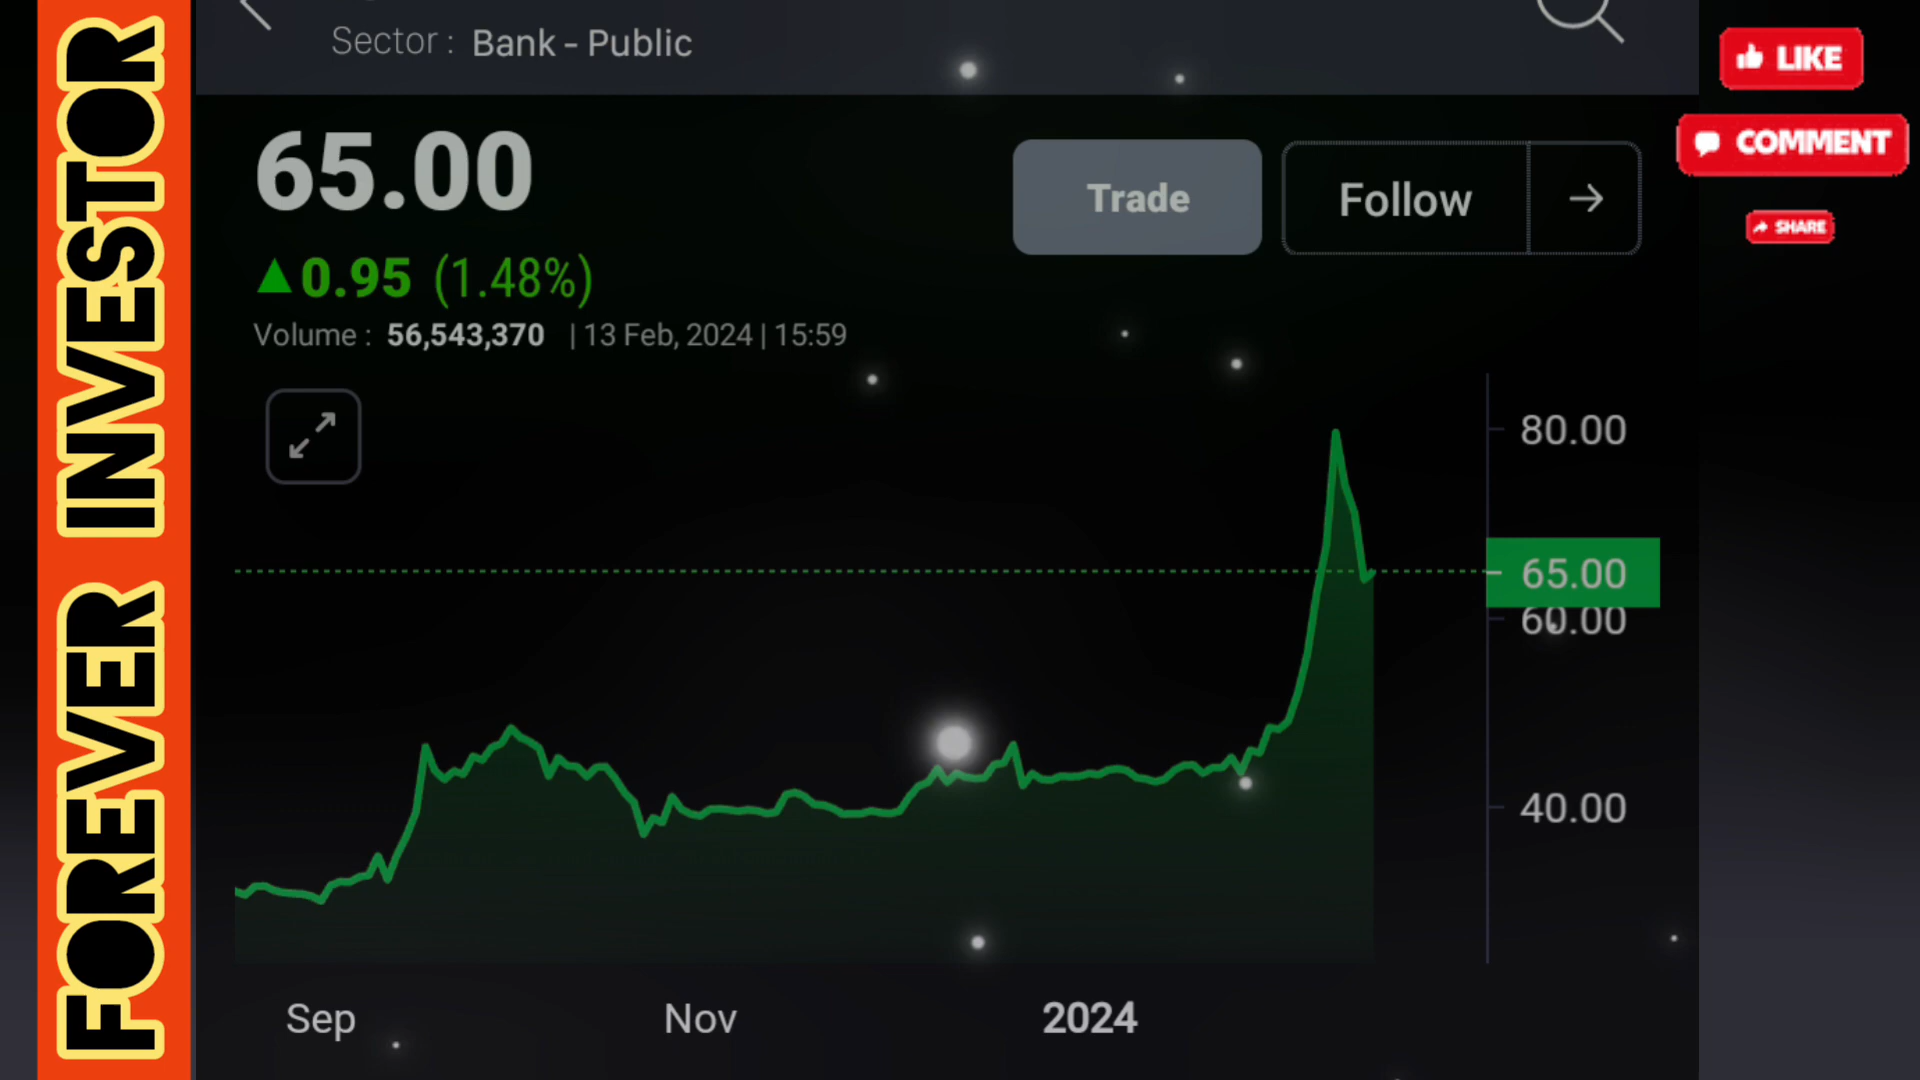 FOREVER INVESTOR
Sector : Bank - Public
65.00
▲0.95 (1.48%)
Volume : 56,543,370 | 13 Feb, 2024 | 15:59
Trade
Follow →
LIKE
COMMENT
SHARE
80.00
65.00
60.00
40.00
Sep
Nov
2024